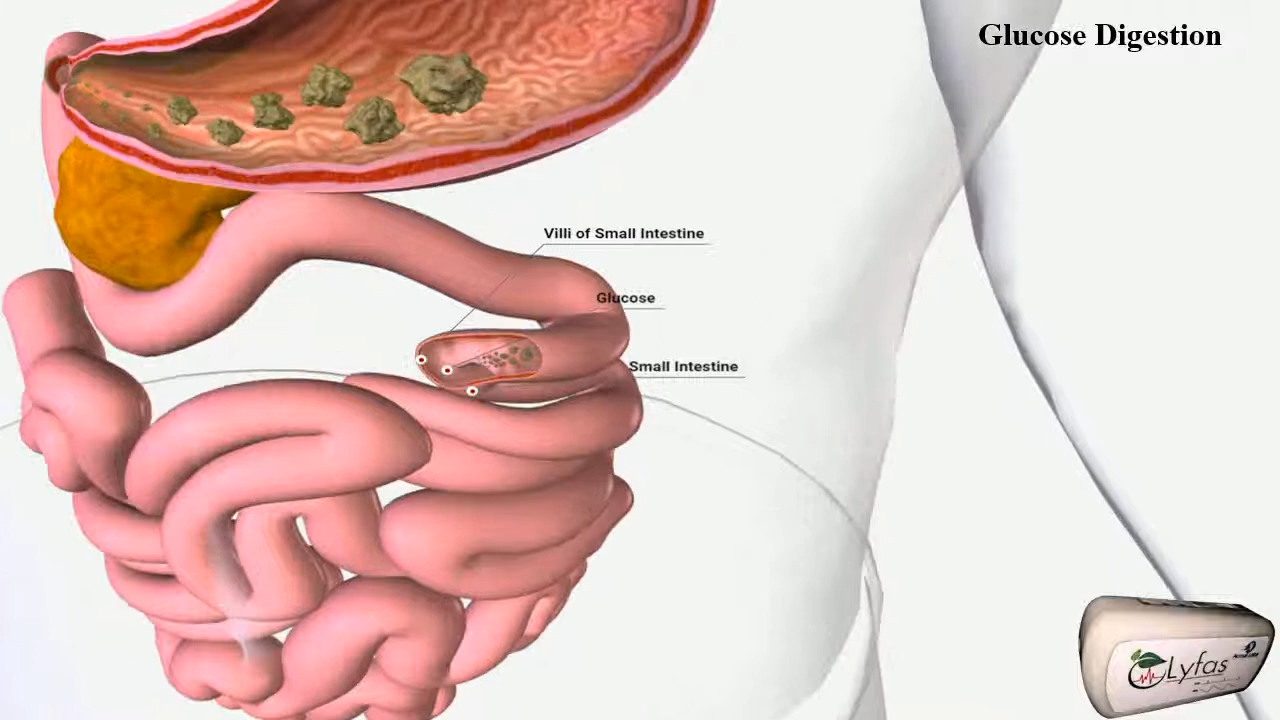 Glucose Digestion
Villi of Small Intestine
Glucose
Small Intestine
Lyfas